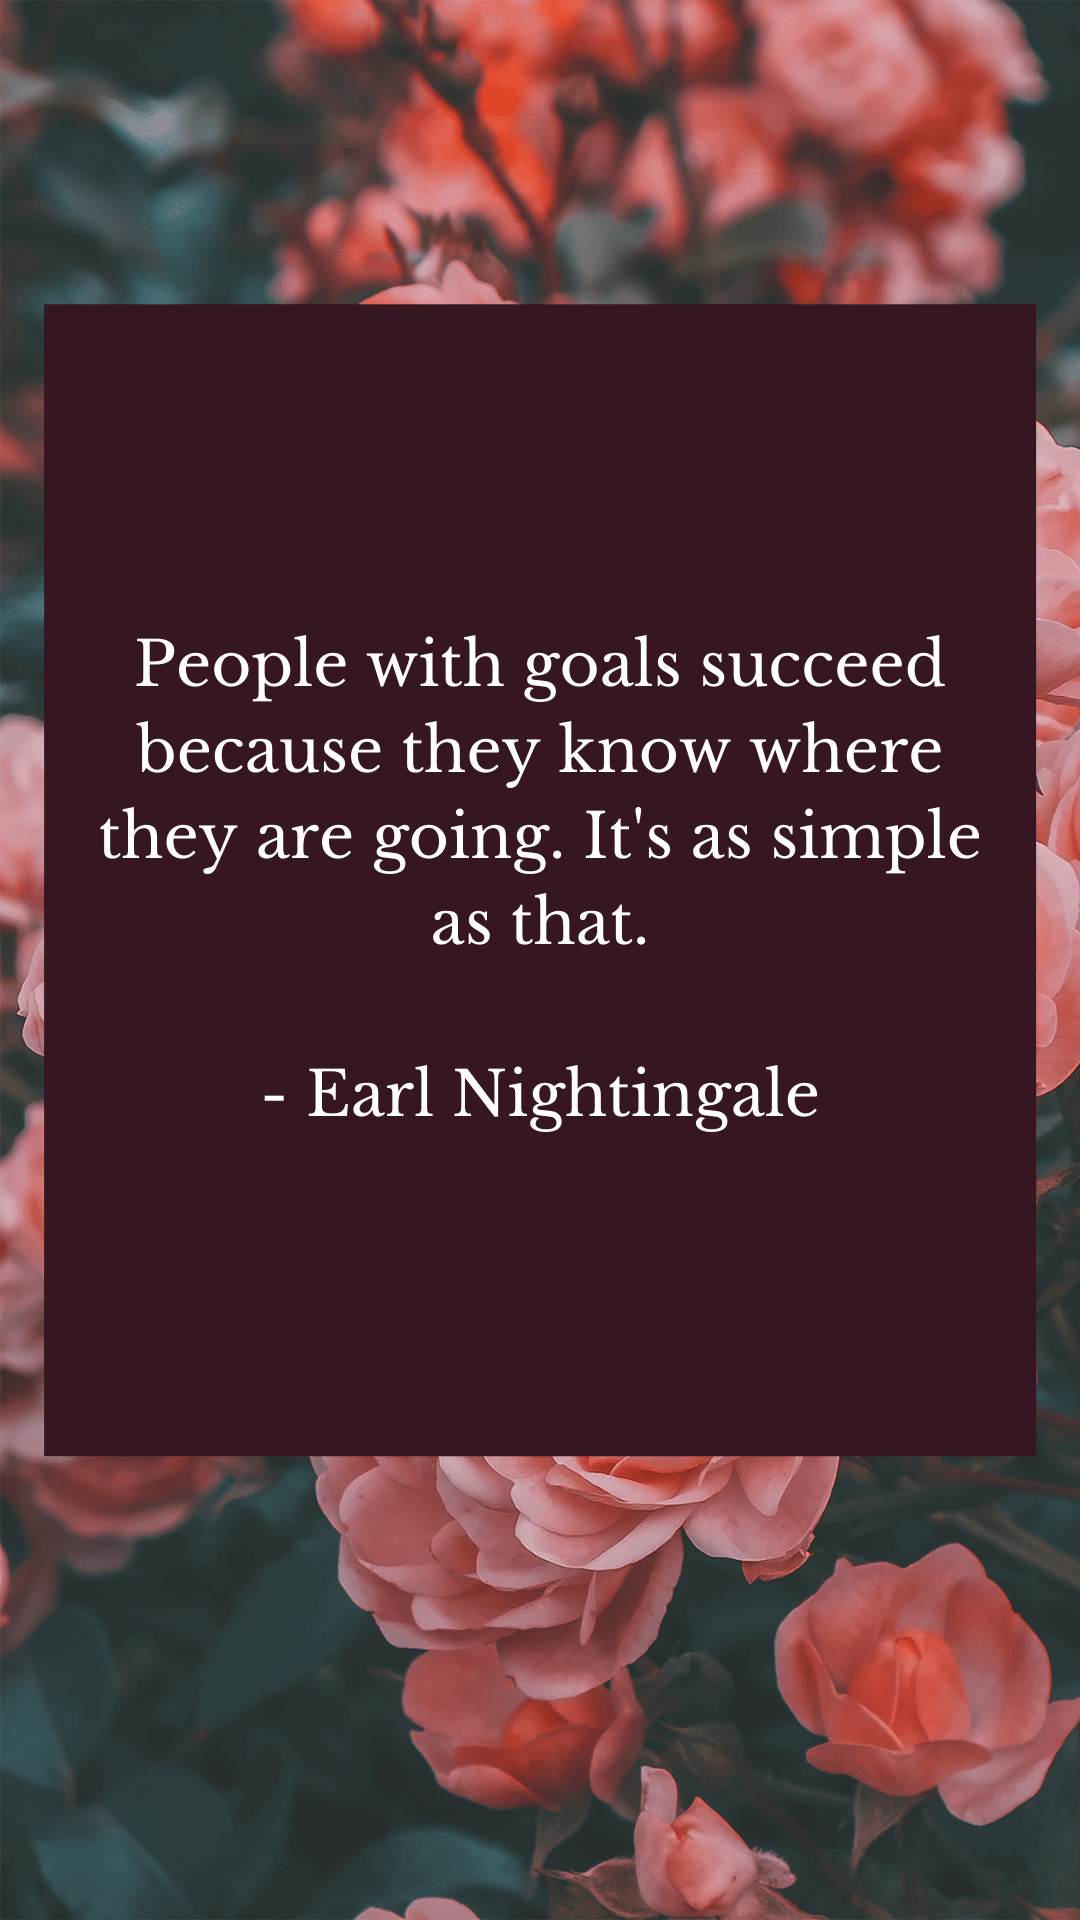 People with goals succeed
because they know where
they are going. It's as simple
as that.
- Earl Nightingale